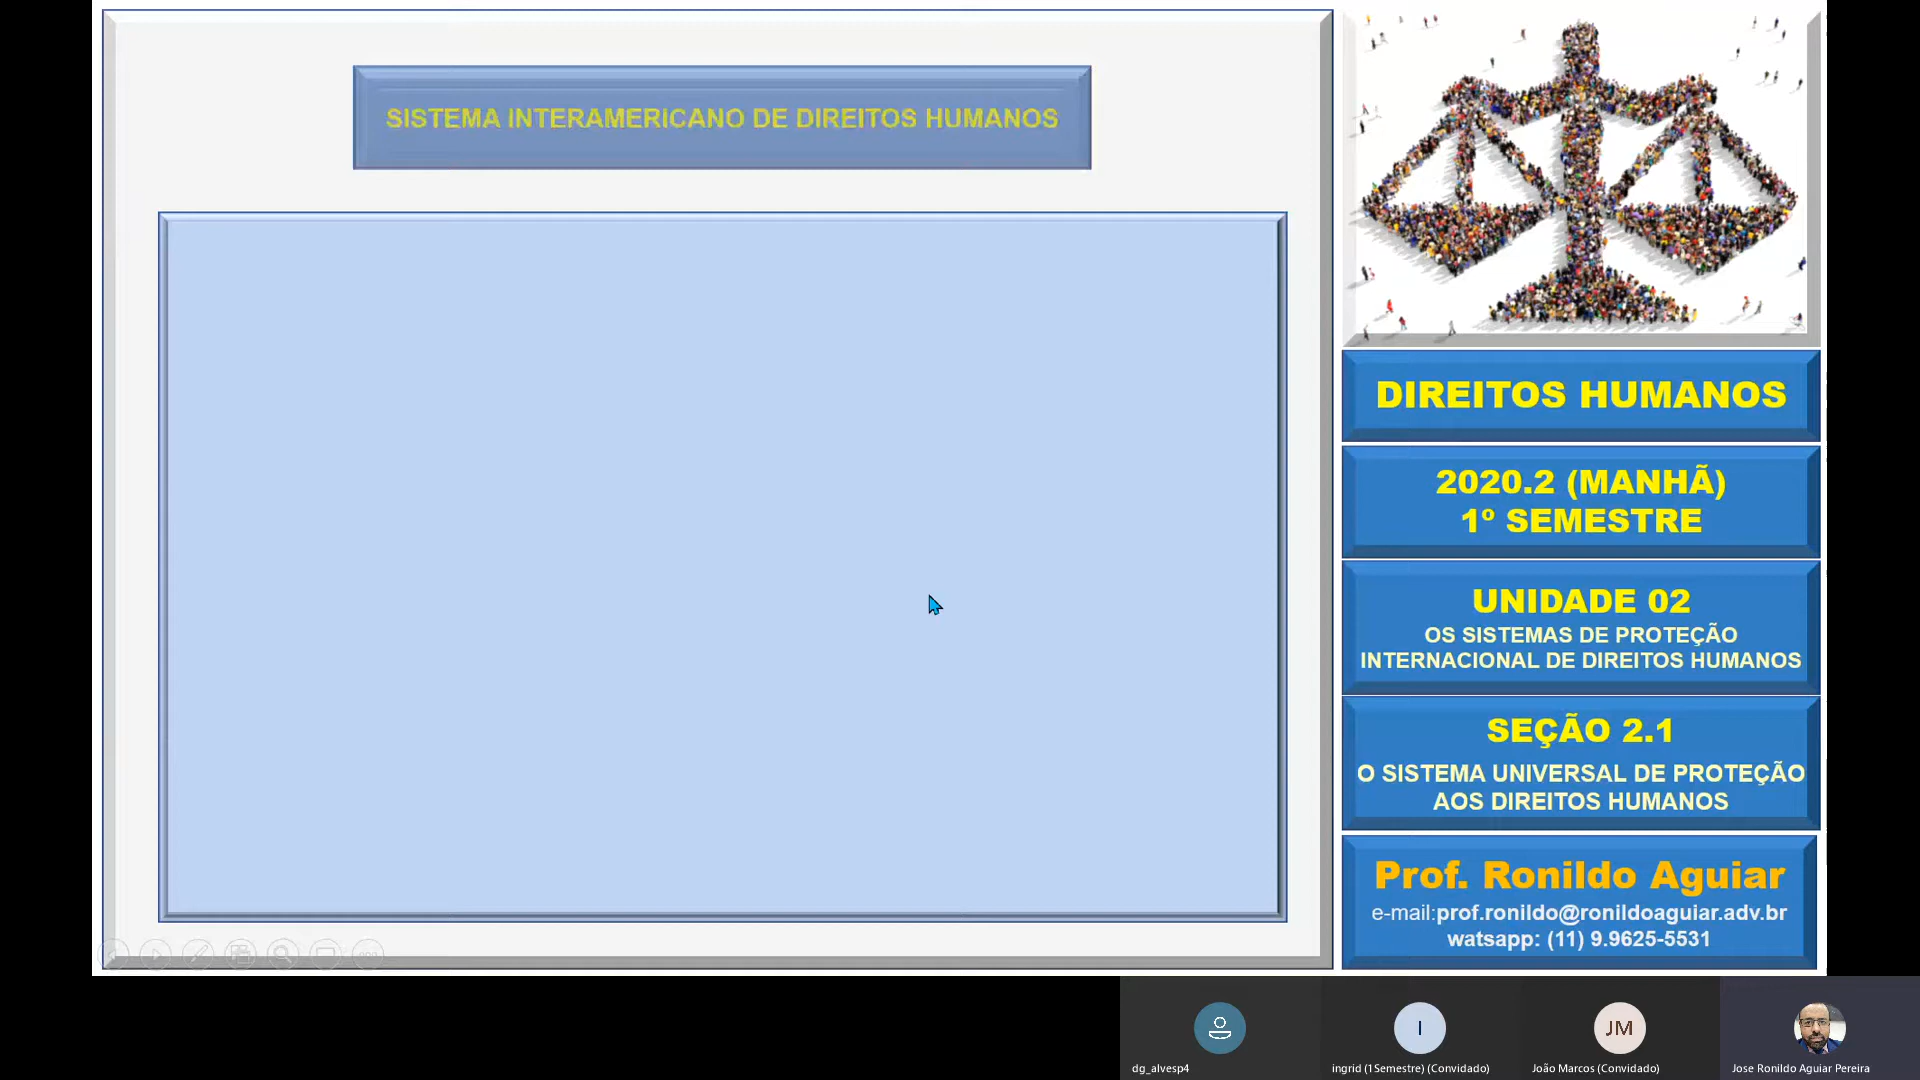 SISTEMA INTERAMERICANO DE DIREITOS HUMANOS
DIREITOS HUMANOS
2020.2 (MANHÃ)
1º SEMESTRE
UNIDADE 02
OS SISTEMAS DE PROTEÇÃO
INTERNACIONAL DE DIREITOS HUMANOS
SEÇÃO 2.1
O SISTEMA UNIVERSAL DE PROTEÇÃO
AOS DIREITOS HUMANOS
Prof. Ronildo Aguiar
e-mail:prof.ronildo@ronildoaguiar.adv.br
watsapp: (11) 9.9625-5531
I
JM
dg_alvesp4
ingrid (1Semestre) (Convidado)
João Marcos (Convidado)
Jose Ronildo Aguiar Pereira